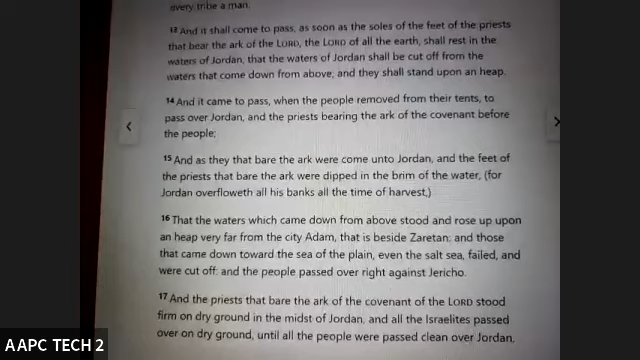 every tribe a man.
13 And it shall come to pass, as soon as the soles of the feet of the priests
that bear the ark of the LORD, the LORD of all the earth, shall rest in the
waters of Jordan, that the waters of Jordan shall be cut off from the
waters that come down from above; and they shall stand upon an heap.
14 And it came to pass, when the people removed from their tents, to
pass over Jordan, and the priests bearing the ark of the covenant before
the people;
15 And as they that bare the ark were come unto Jordan, and the feet of
the priests that bare the ark were dipped in the brim of the water, (for
Jordan overfloweth all his banks all the time of harvest,)
16 That the waters which came down from above stood and rose up upon
an heap very far from the city Adam, that is beside Zaretan: and those
that came down toward the sea of the plain, even the salt sea, failed, and
were cut off: and the people passed over right against Jericho.
17 And the priests that bare the ark of the covenant of the LORD stood
firm on dry ground in the midst of Jordan, and all the Israelites passed
over on dry ground, until all the people were passed clean over Jordan.
AAPC TECH 2